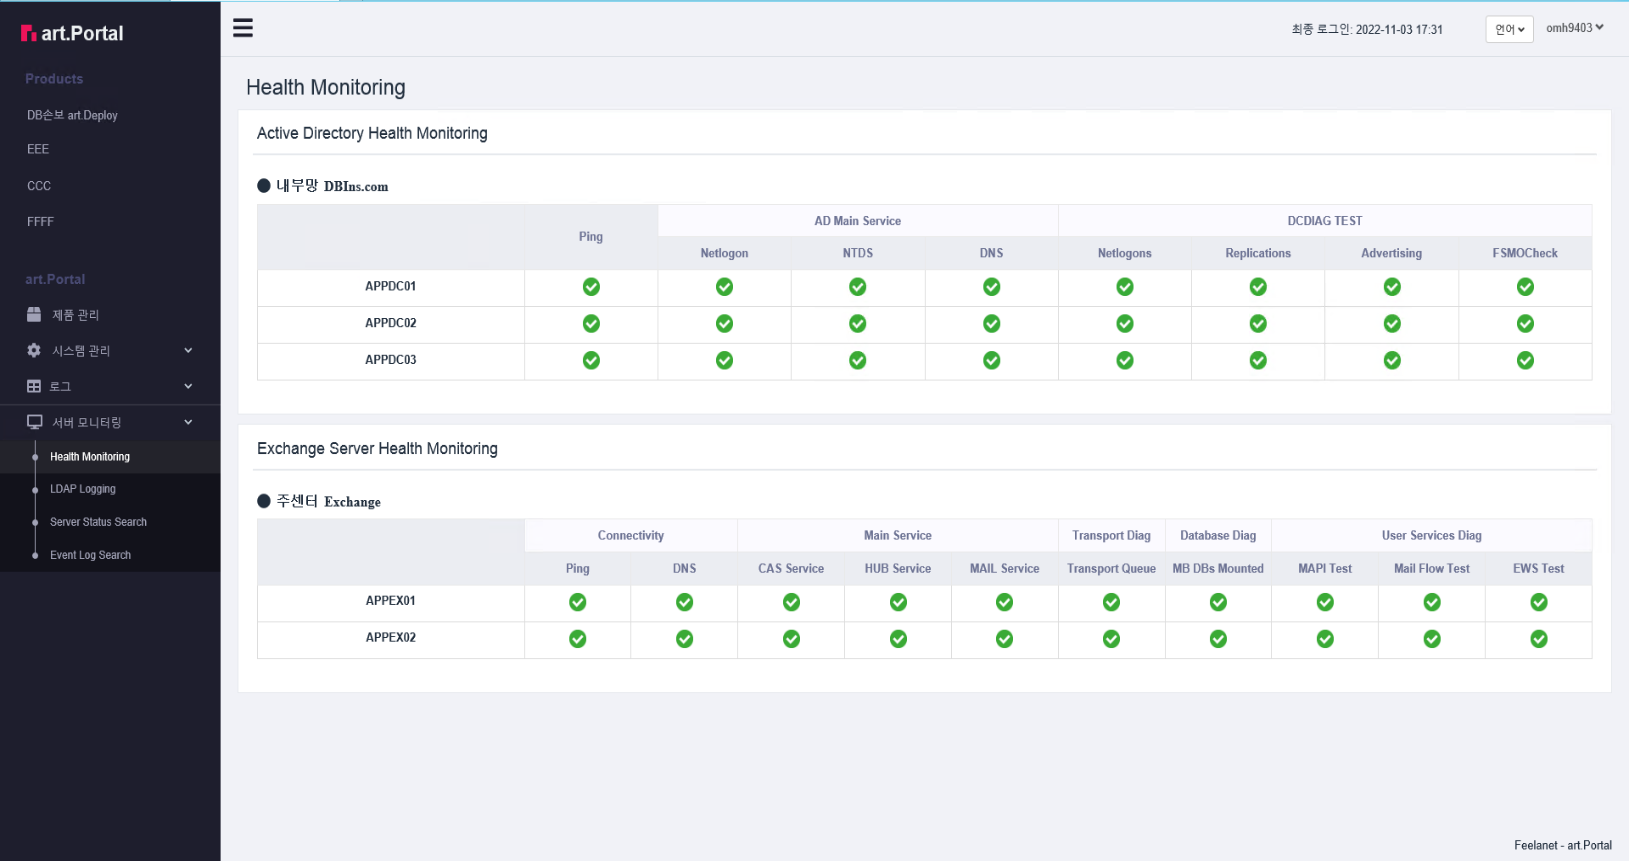 art.Portal
최종 로그인: 2022-11-03 17:31
언어
omh9403
Products
DB손보 art.Deploy
EEE
CCC
FFFF
art.Portal
제품 관리
시스템 관리
로그
서버 모니터링
Health Monitoring
LDAP Logging
Server Status Search
Event Log Search
Health Monitoring
Active Directory Health Monitoring
● 내부망 DBIns.com
Ping AD Main Service DCDIAG TEST
Netlogon NTDS DNS Netlogons Replications Advertising FSMOCheck
APPDC01
APPDC02
APPDC03
Exchange Server Health Monitoring
● 주센터 Exchange
Connectivity Main Service Transport Diag Database Diag User Services Diag
Ping DNS CAS Service HUB Service MAIL Service Transport Queue MB DBs Mounted MAPI Test Mail Flow Test EWS Test
APPEX01
APPEX02
Feelanet - art.Portal